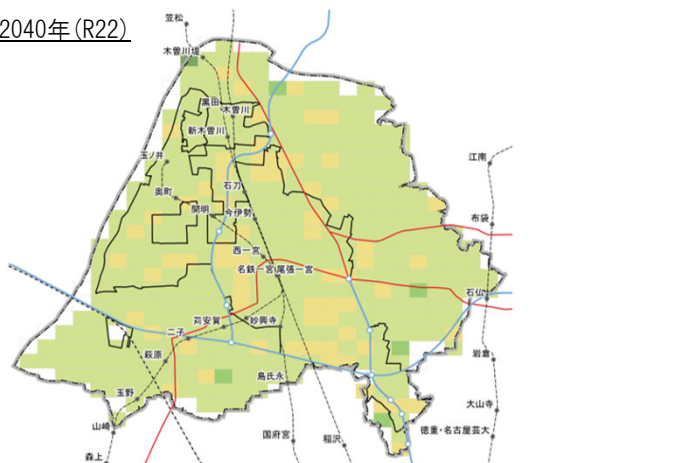 2040年(R22)
笠松
木曽川堤
黒田
木曽川
新木曽川
玉ノ井
江南
石刀
奥町
開明
今伊勢
布袋
西一宮
名鉄一宮 尾張一宮
石仏
苅安賀
妙興寺
二子
萩原
岩倉
島氏永
玉野
大山寺
山崎
国府宮
稲沢
徳重・名古屋芸大
森上